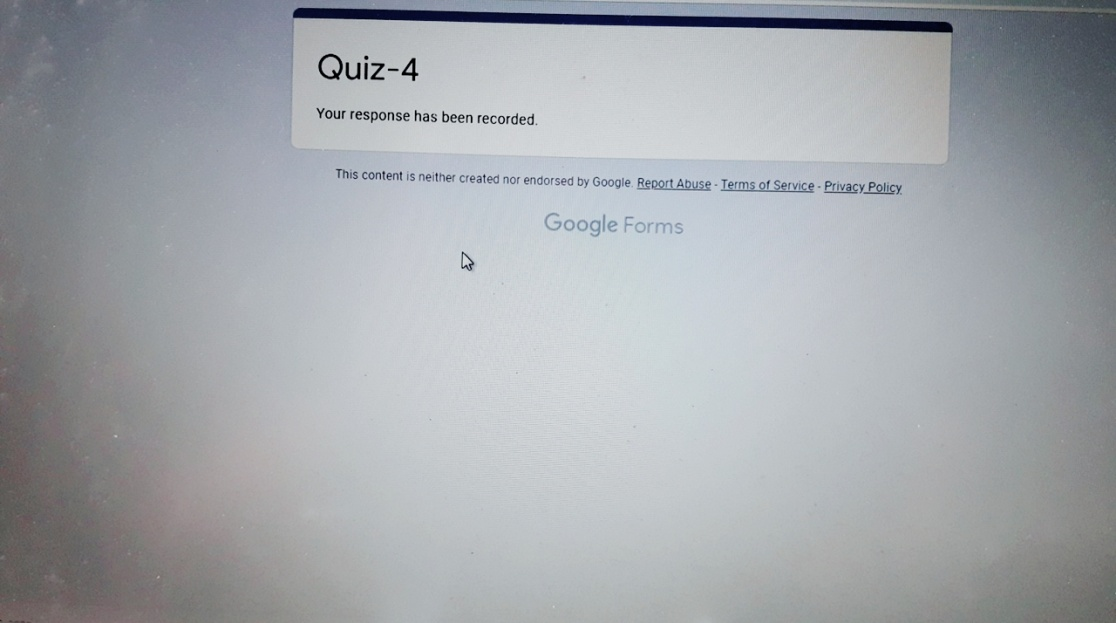 Quiz-4
Your response has been recorded.
This content is neither created nor endorsed by Google. Report Abuse - Terms of Service - Privacy Policy
Google Forms